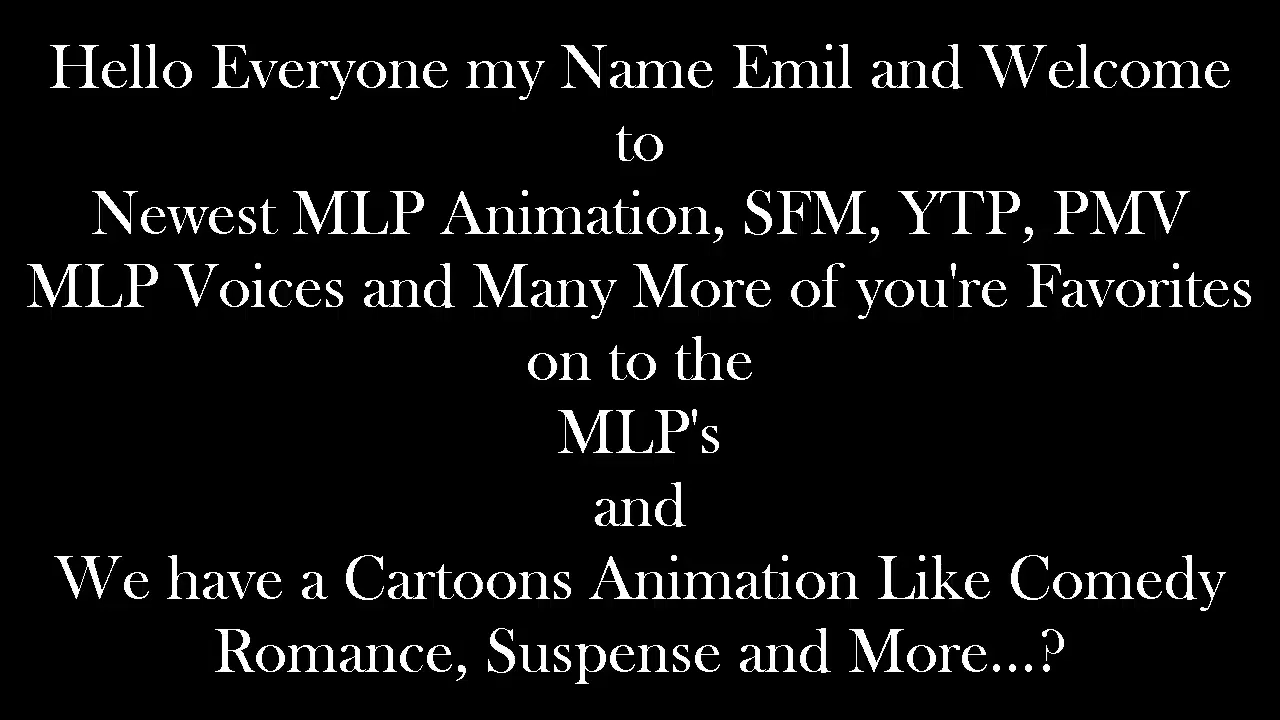 Hello Everyone my Name Emil and Welcome
to
Newest MLP Animation, SFM, YTP, PMV
MLP Voices and Many More of you're Favorites
on to the
MLP's
and
We have a Cartoons Animation Like Comedy
Romance, Suspense and More...?